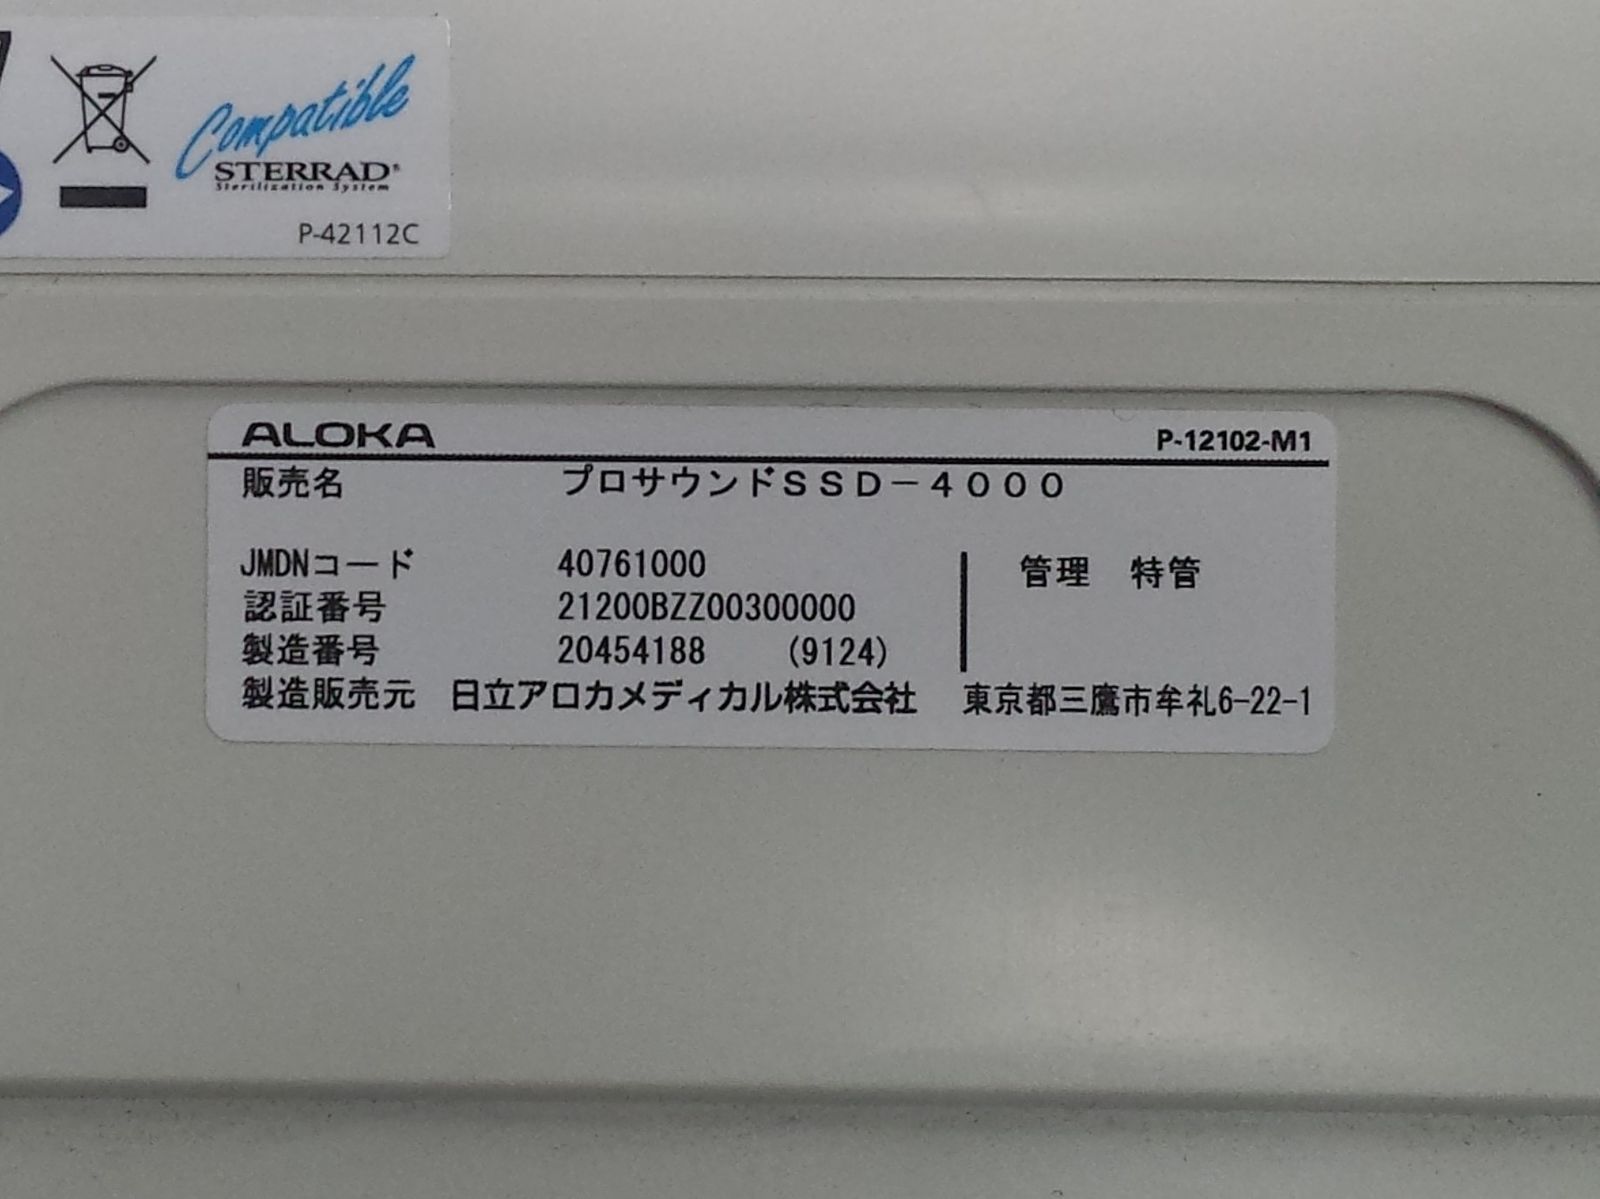 Compatible
STERRAD®
Sterilization System
P-42112C
ALOKA P-12102-M1
販売名 プロサウンドSSD-4000
JMDNコード 40761000 管理 特管
認証番号 21200BZZ00300000
製造番号 20454188 (9124)
製造販売元 日立アロカメディカル株式会社 東京都三鷹市牟礼6-22-1